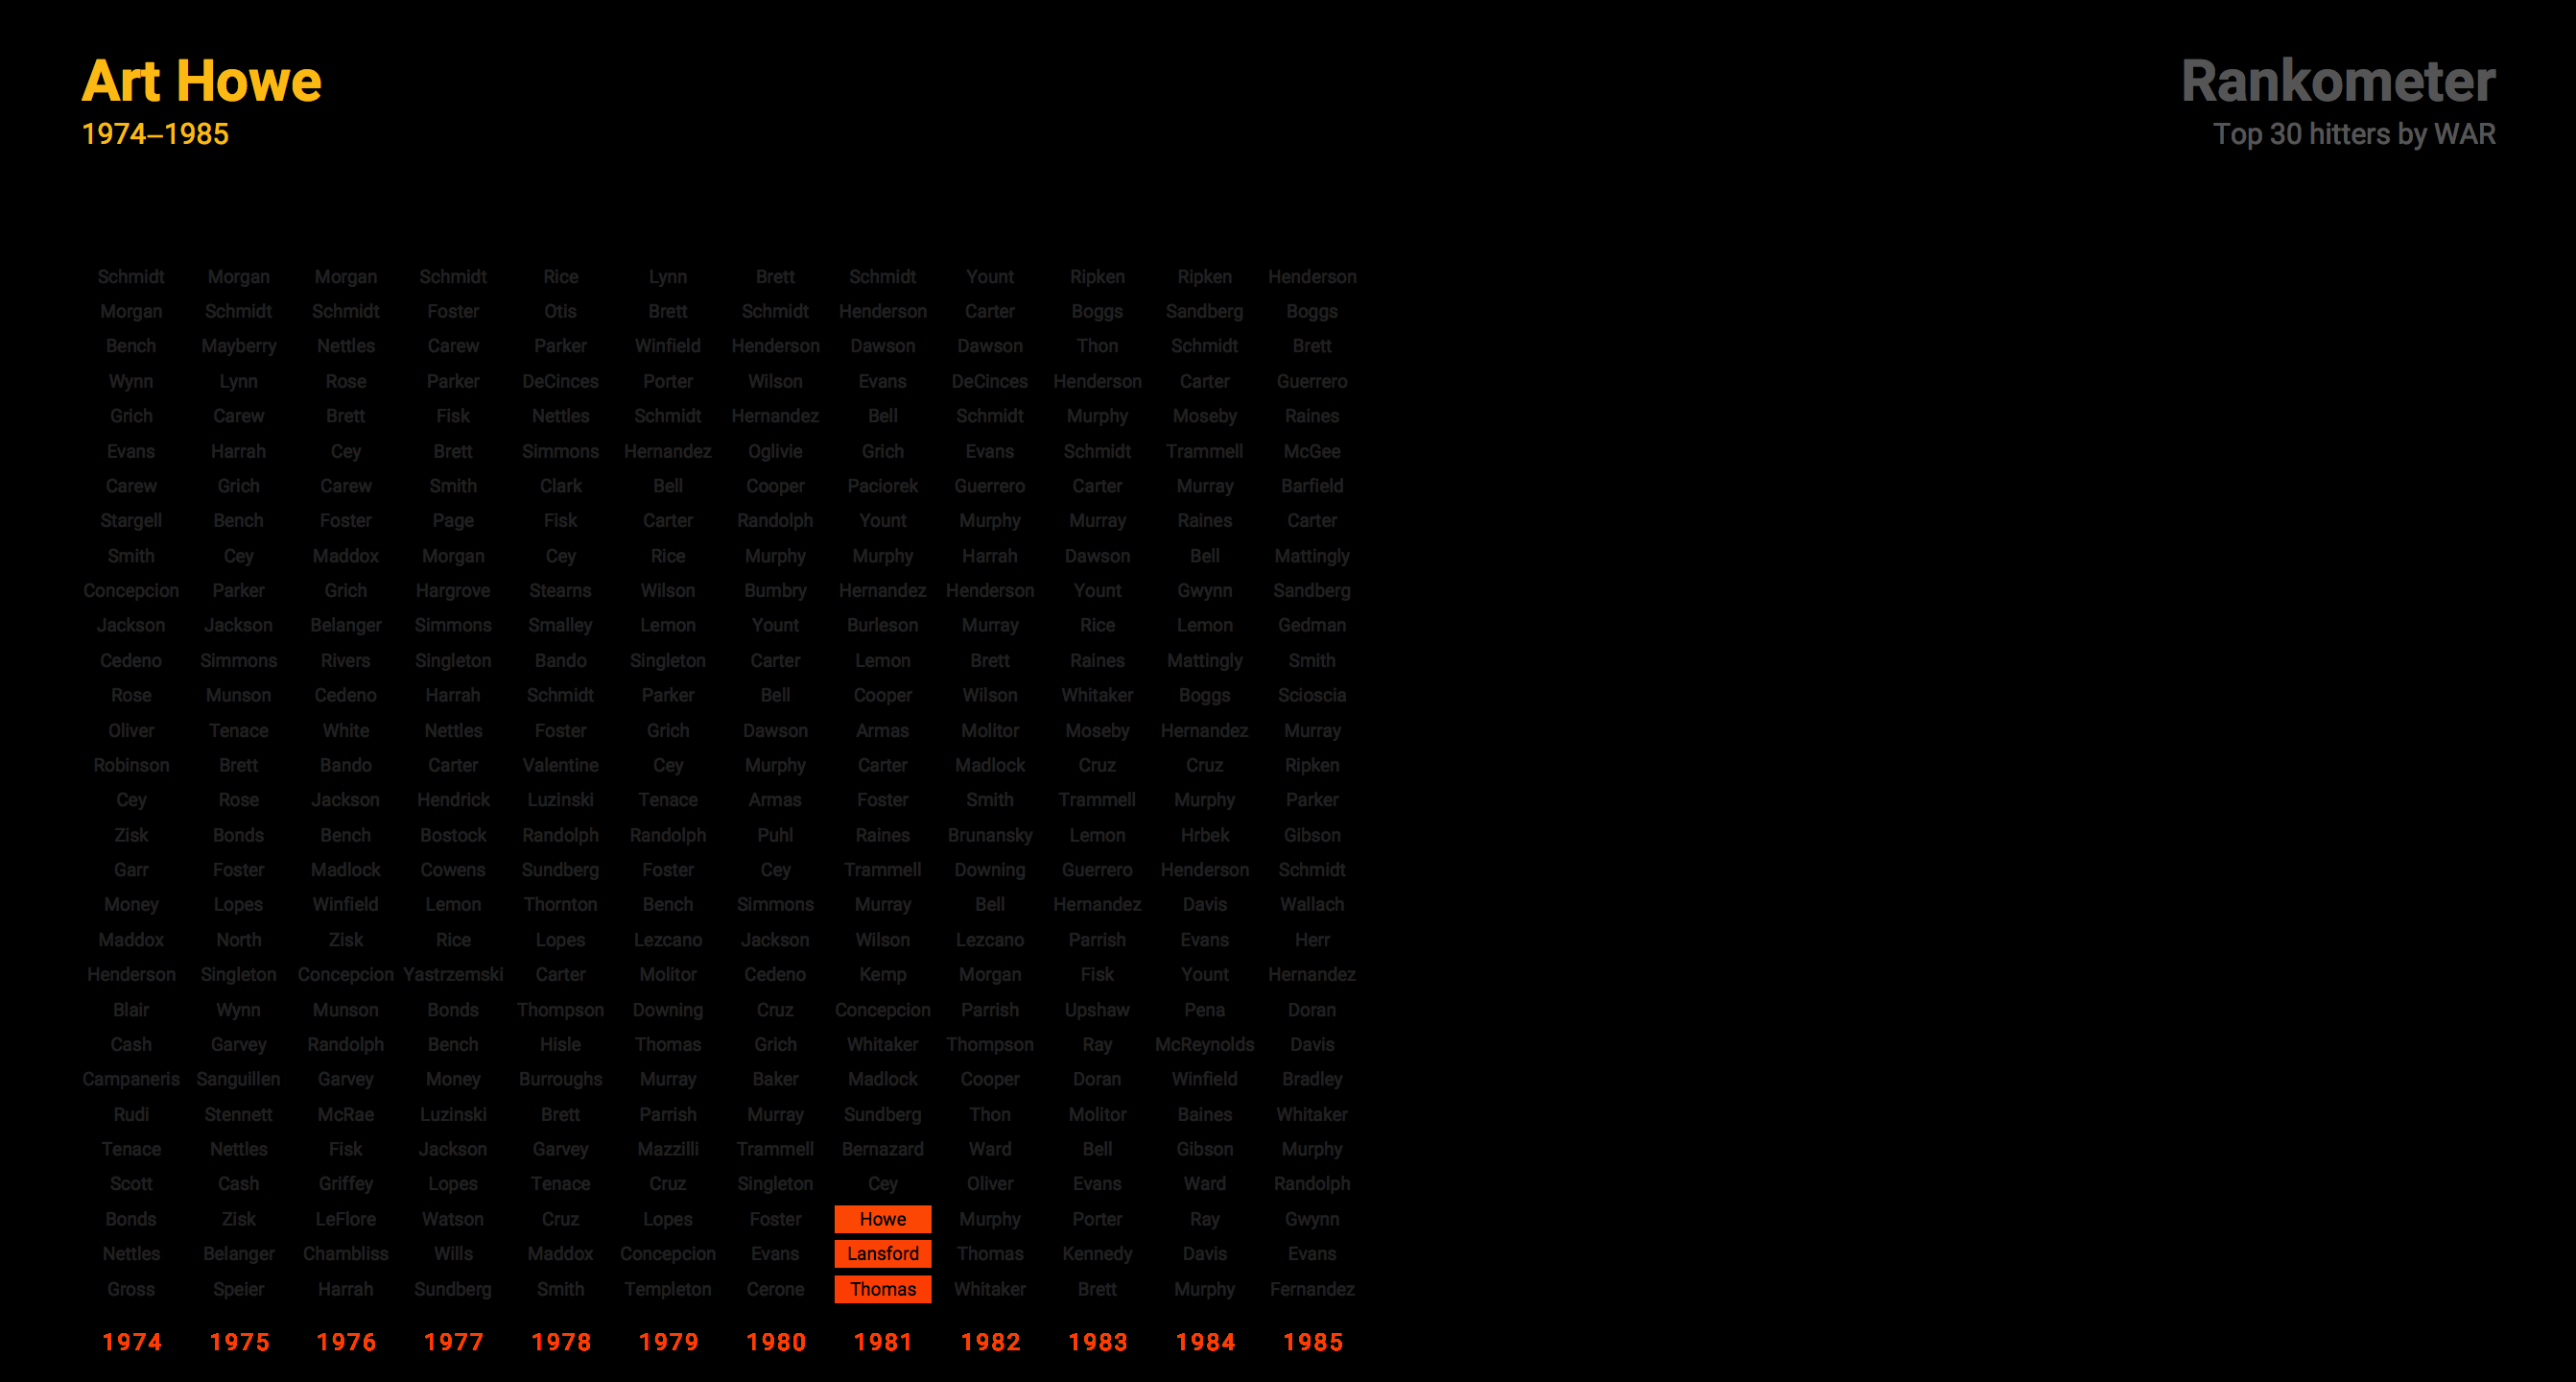 Art Howe
1974–1985
Rankometer
Top 30 hitters by WAR
Schmidt Morgan Morgan Schmidt Rice Lynn Brett Schmidt Yount Ripken Ripken Henderson
Morgan Schmidt Schmidt Foster Otis Brett Schmidt Henderson Carter Boggs Sandberg Boggs
Bench Mayberry Nettles Carew Parker Winfield Henderson Dawson Dawson Thon Schmidt Brett
Wynn Lynn Rose Parker DeCinces Porter Wilson Evans DeCinces Henderson Carter Guerrero
Grich Carew Brett Fisk Nettles Schmidt Hernandez Bell Schmidt Murphy Moseby Raines
Evans Harrah Cey Brett Simmons Hernandez Oglivie Grich Evans Schmidt Trammell McGee
Carew Grich Carew Smith Clark Bell Cooper Paciorek Guerrero Carter Murray Barfield
Stargell Bench Foster Page Fisk Carter Randolph Yount Murphy Murray Raines Carter
Smith Cey Maddox Morgan Cey Rice Murphy Murphy Harrah Dawson Bell Mattingly
Concepcion Parker Grich Hargrove Stearns Wilson Bumbry Hernandez Henderson Yount Gwynn Sandberg
Jackson Jackson Belanger Simmons Smalley Lemon Yount Burleson Murray Rice Lemon Gedman
Cedeno Simmons Rivers Singleton Bando Singleton Carter Lemon Brett Raines Mattingly Smith
Rose Munson Cedeno Harrah Schmidt Parker Bell Cooper Wilson Whitaker Boggs Scioscia
Oliver Tenace White Nettles Foster Grich Dawson Armas Molitor Moseby Hernandez Murray
Robinson Brett Bando Carter Valentine Cey Murphy Carter Madlock Cruz Cruz Ripken
Cey Rose Jackson Hendrick Luzinski Tenace Armas Foster Smith Trammell Murphy Parker
Zisk Bonds Bench Bostock Randolph Randolph Puhl Raines Brunansky Lemon Hrbek Gibson
Garr Foster Madlock Cowens Sundberg Foster Cey Trammell Downing Guerrero Henderson Schmidt
Money Lopes Winfield Lemon Thornton Bench Simmons Murray Bell Hernandez Davis Wallach
Maddox North Zisk Rice Lopes Lezcano Jackson Wilson Lezcano Parrish Evans Herr
Henderson Singleton Concepcion Yastrzemski Carter Molitor Cedeno Kemp Morgan Fisk Yount Hernandez
Blair Wynn Munson Bonds Thompson Downing Cruz Concepcion Parrish Upshaw Pena Doran
Cash Garvey Randolph Bench Hisle Thomas Grich Whitaker Thompson Ray McReynolds Davis
Campaneris Sanguillen Garvey Money Burroughs Murray Baker Madlock Cooper Doran Winfield Bradley
Rudi Stennett McRae Luzinski Brett Parrish Murray Sundberg Thon Molitor Baines Whitaker
Tenace Nettles Fisk Jackson Garvey Mazzilli Trammell Bernazard Ward Bell Gibson Murphy
Scott Cash Griffey Lopes Tenace Cruz Singleton Cey Oliver Evans Ward Randolph
Bonds Zisk LeFlore Watson Cruz Lopes Foster Howe Murphy Porter Ray Gwynn
Nettles Belanger Chambliss Wills Maddox Concepcion Evans Lansford Thomas Kennedy Davis Evans
Gross Speier Harrah Sundberg Smith Templeton Cerone Thomas Whitaker Brett Murphy Fernandez
1974 1975 1976 1977 1978 1979 1980 1981 1982 1983 1984 1985